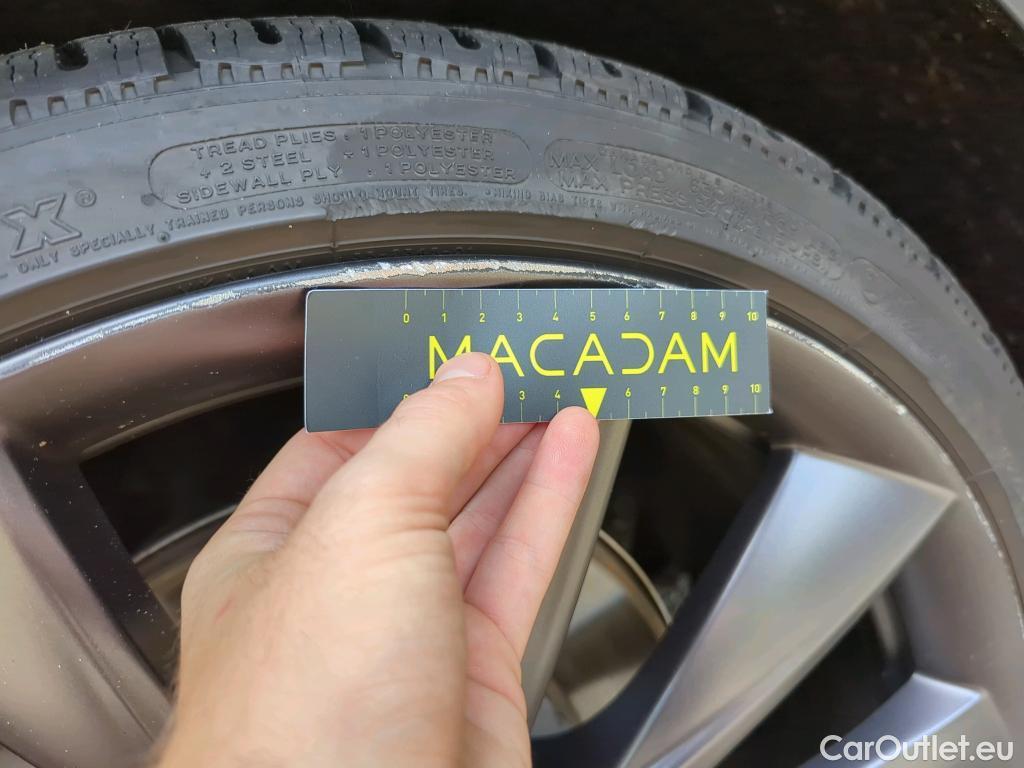 TREAD PLIES : 1 POLYESTER
+ 2 STEEL + 1 POLYESTER
SIDEWALL PLY : 1 POLYESTER
MAX LOAD
MAX PRESS
X®
ONLY SPECIALLY TRAINED PERSONS SHOULD MOUNT TIRES.
0 1 2 3 4 5 6 7 8 9 10
MACADAM
3 4 6 7 8 9 10
CarOutlet.eu